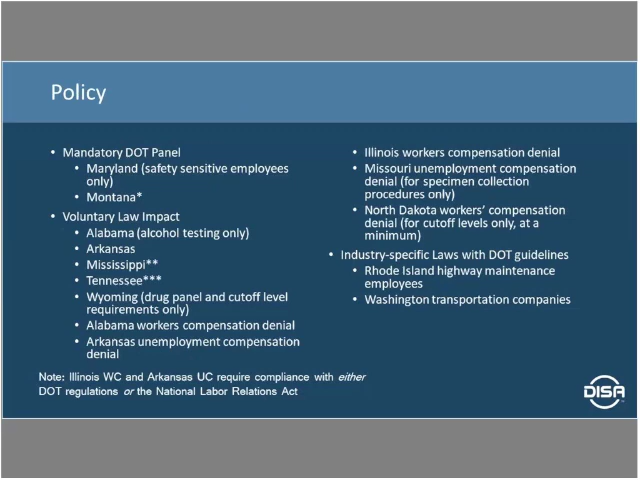 Policy
• Mandatory DOT Panel
• Maryland (safety sensitive employees
only)
• Montana*
• Voluntary Law Impact
• Alabama (alcohol testing only)
• Arkansas
• Mississippi**
• Tennessee***
• Wyoming (drug panel and cutoff level
requirements only)
• Alabama workers compensation denial
• Arkansas unemployment compensation
denial
• Illinois workers compensation denial
• Missouri unemployment compensation
denial (for specimen collection
procedures only)
• North Dakota workers’ compensation
denial (for cutoff levels only, at a
minimum)
• Industry-specific Laws with DOT guidelines
• Rhode Island highway maintenance
employees
• Washington transportation companies
Note: Illinois WC and Arkansas UC require compliance with either
DOT regulations or the National Labor Relations Act
DISA